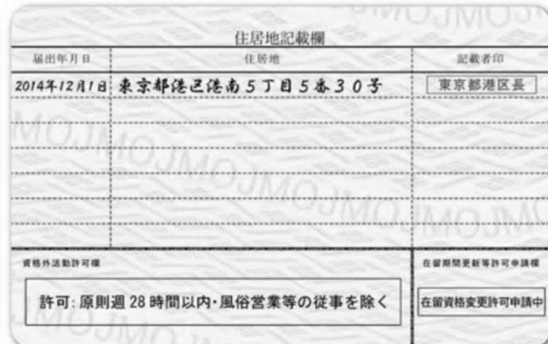 住居地記載欄
届出年月日 住居地 記載者印
2014年12月1日 東京都港区港南5丁目5番30号 東京都港区長
MOJMOJMOJMOJMOJ
資格外活動許可欄 在留期間更新等許可申請欄
許可: 原則週28時間以内・風俗営業等の従事を除く 在留資格変更許可申請中